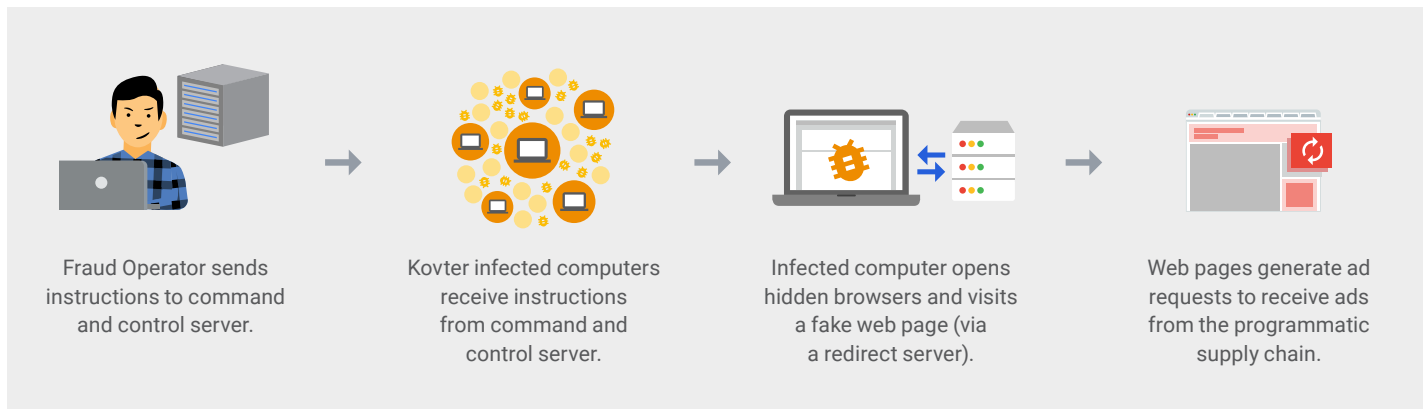 Fraud Operator sends
instructions to command
and control server.
Kovter infected computers
receive instructions
from command and
control server.
Infected computer opens
hidden browsers and visits
a fake web page (via
a redirect server).
Web pages generate ad
requests to receive ads
from the programmatic
supply chain.